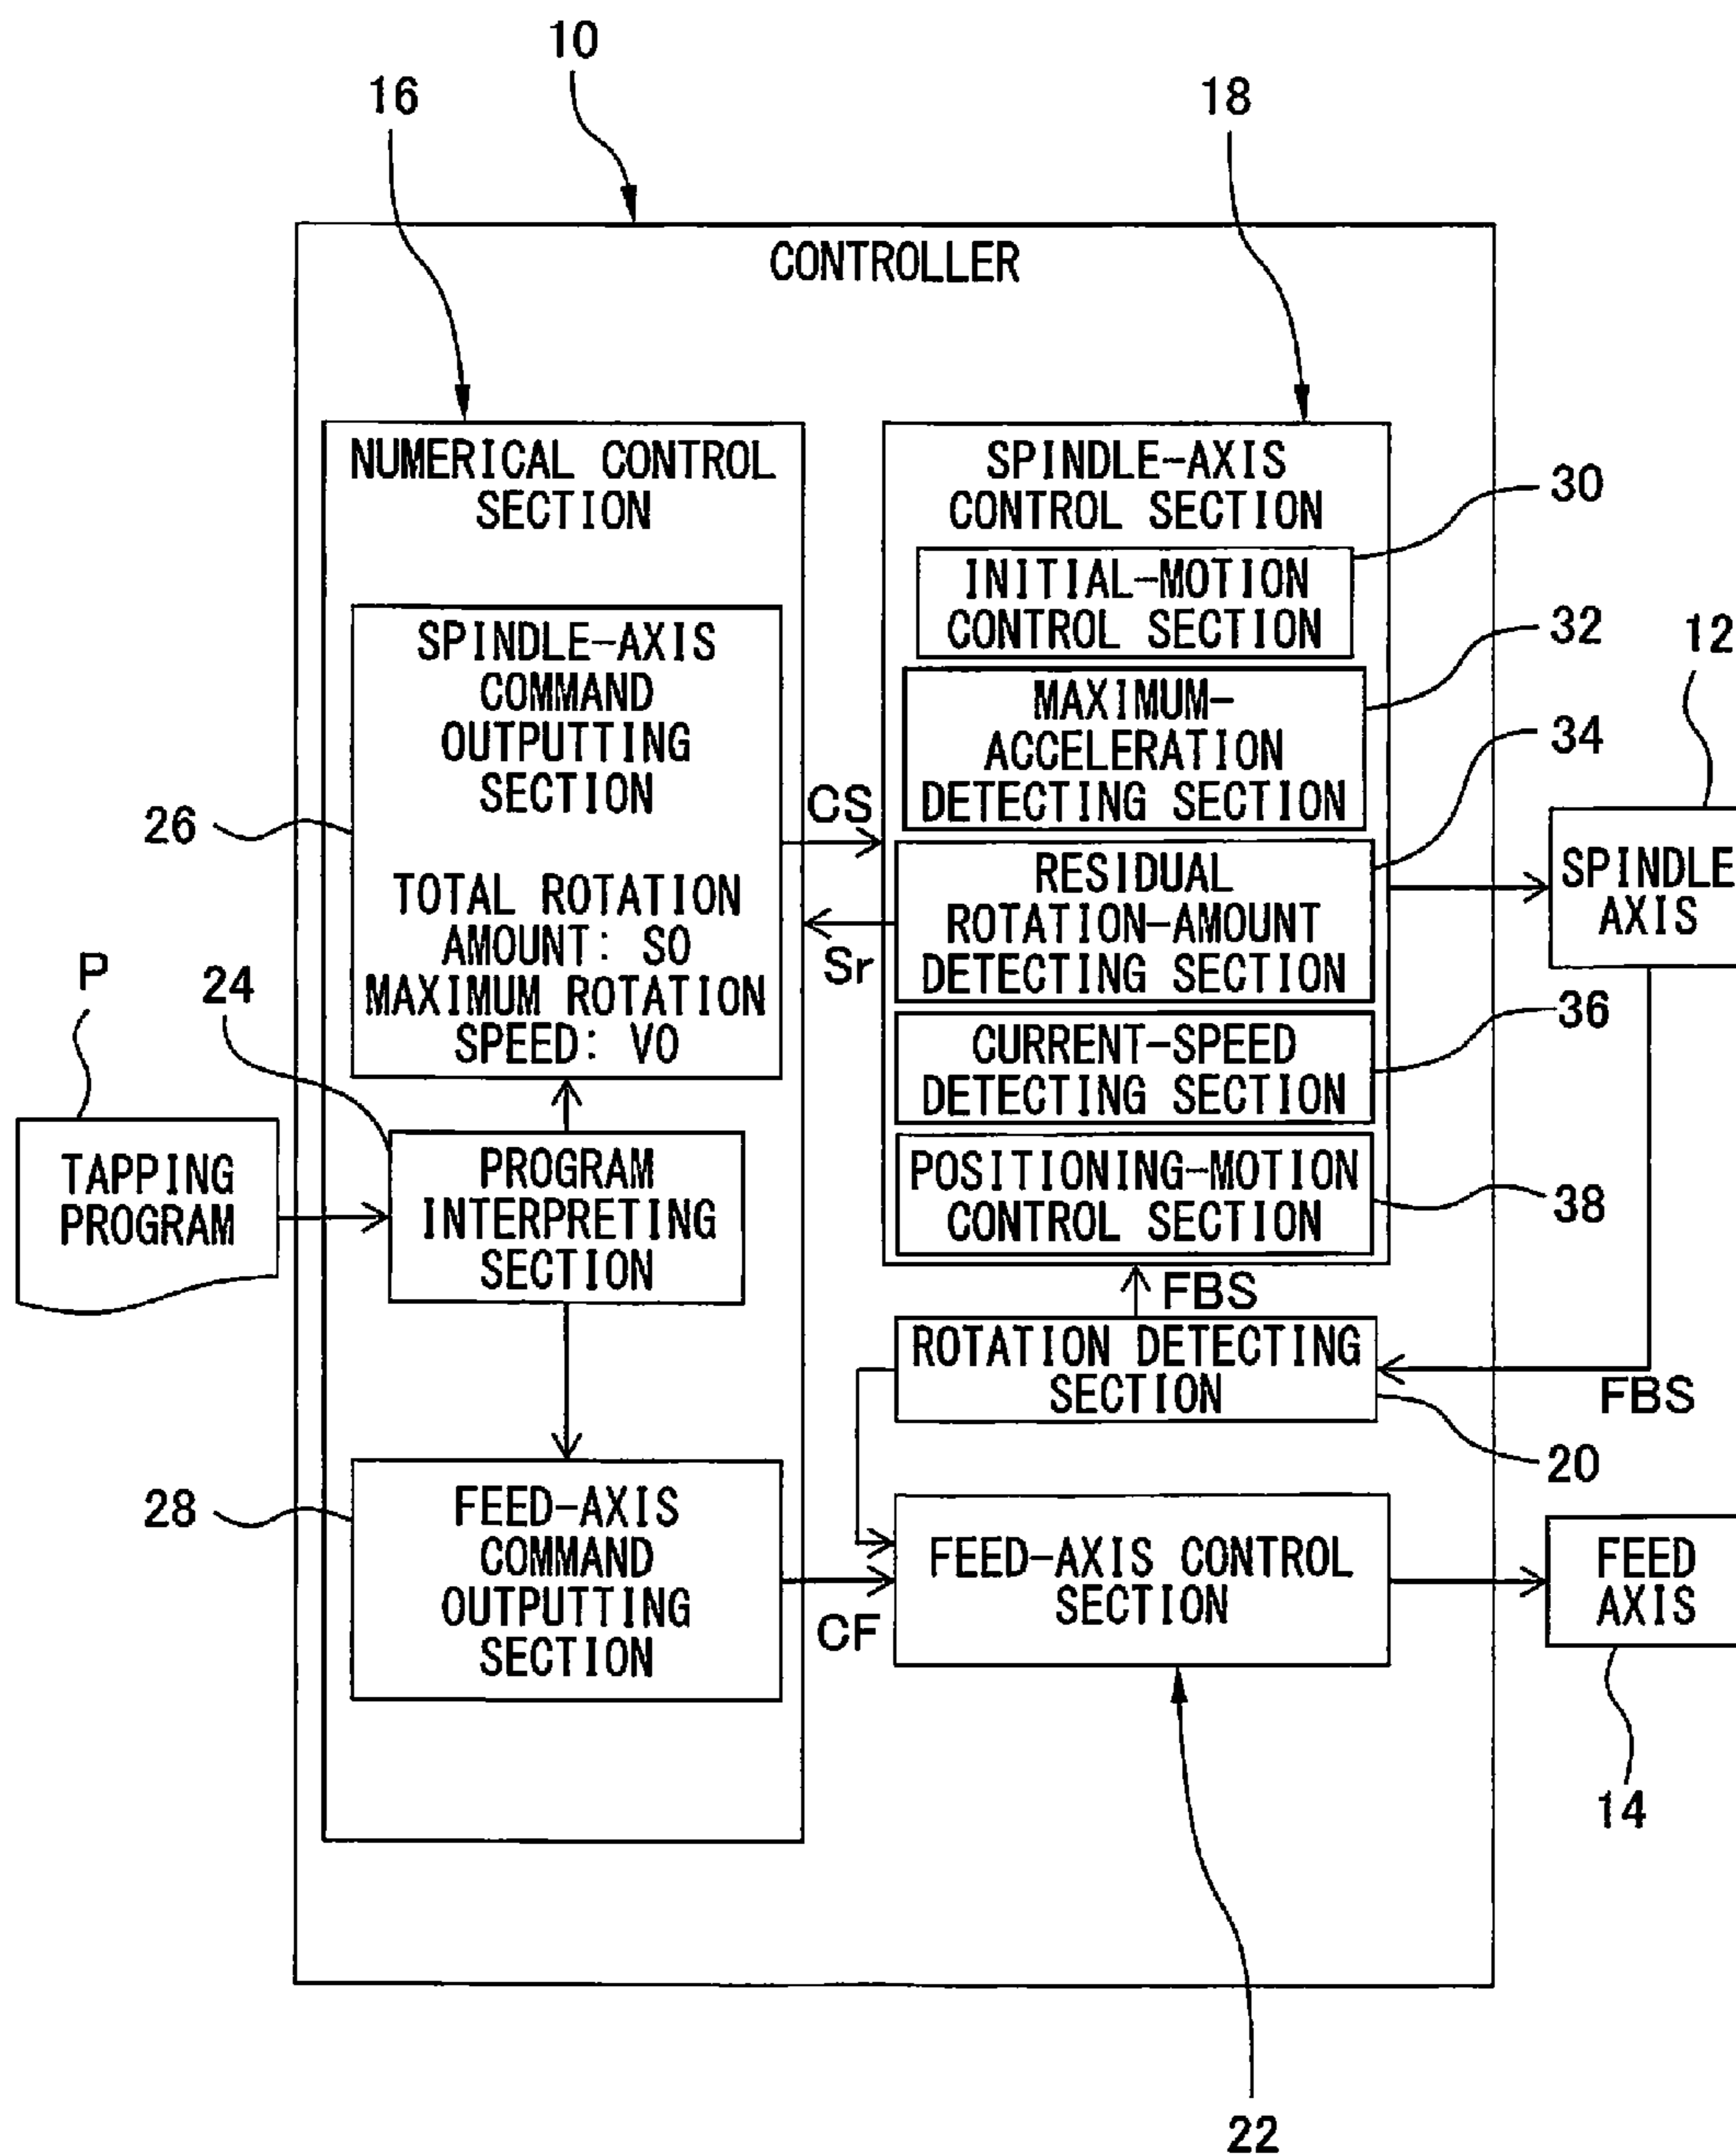 10
16
18
CONTROLLER
NUMERICAL CONTROL
SECTION
SPINDLE-AXIS
COMMAND
OUTPUTTING
SECTION
TOTAL ROTATION
AMOUNT: S0
MAXIMUM ROTATION
SPEED: V0
26
CS
Sr
SPINDLE-AXIS
CONTROL SECTION
INITIAL-MOTION
CONTROL SECTION
30
MAXIMUM-
ACCELERATION
DETECTING SECTION
32
RESIDUAL
ROTATION-AMOUNT
DETECTING SECTION
34
CURRENT-SPEED
DETECTING SECTION
36
POSITIONING-MOTION
CONTROL SECTION
38
12
SPINDLE
AXIS
P
TAPPING
PROGRAM
24
PROGRAM
INTERPRETING
SECTION
FBS
ROTATION DETECTING
SECTION
FBS
20
28
FEED-AXIS
COMMAND
OUTPUTTING
SECTION
CF
FEED-AXIS CONTROL
SECTION
FEED
AXIS
14
22